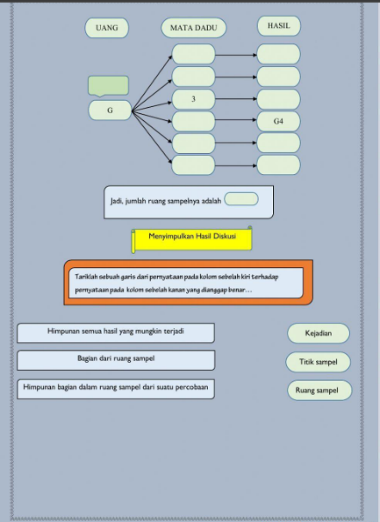 UANG MATA DADU HASIL
3
G
G4
Jadi, jumlah ruang sampelnya adalah
Menyimpulkan Hasil Diskusi
Tariklah sebuah garis dari pernyataan pada kolom sebelah kiri terhadap
pernyataan pada kolom sebelah kanan yang dianggap benar...
Himpunan semua hasil yang mungkin terjadi Kejadian
Bagian dari ruang sampel Titik sampel
Himpunan bagian dalam ruang sampel dari suatu percobaan Ruang sampel